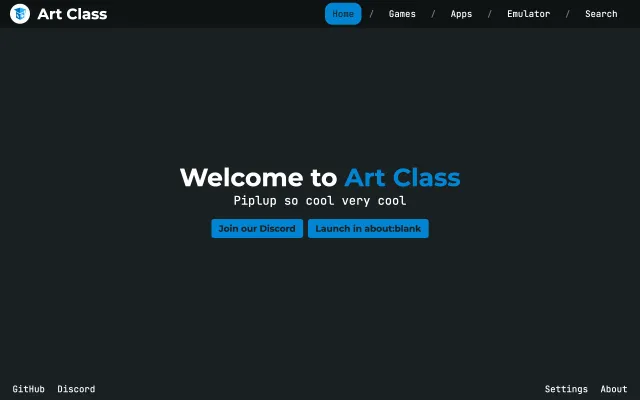 Art Class
Home / Games / Apps / Emulator / Search
Welcome to Art Class
Piplup so cool very cool
Join our Discord Launch in about:blank
GitHub Discord Settings About